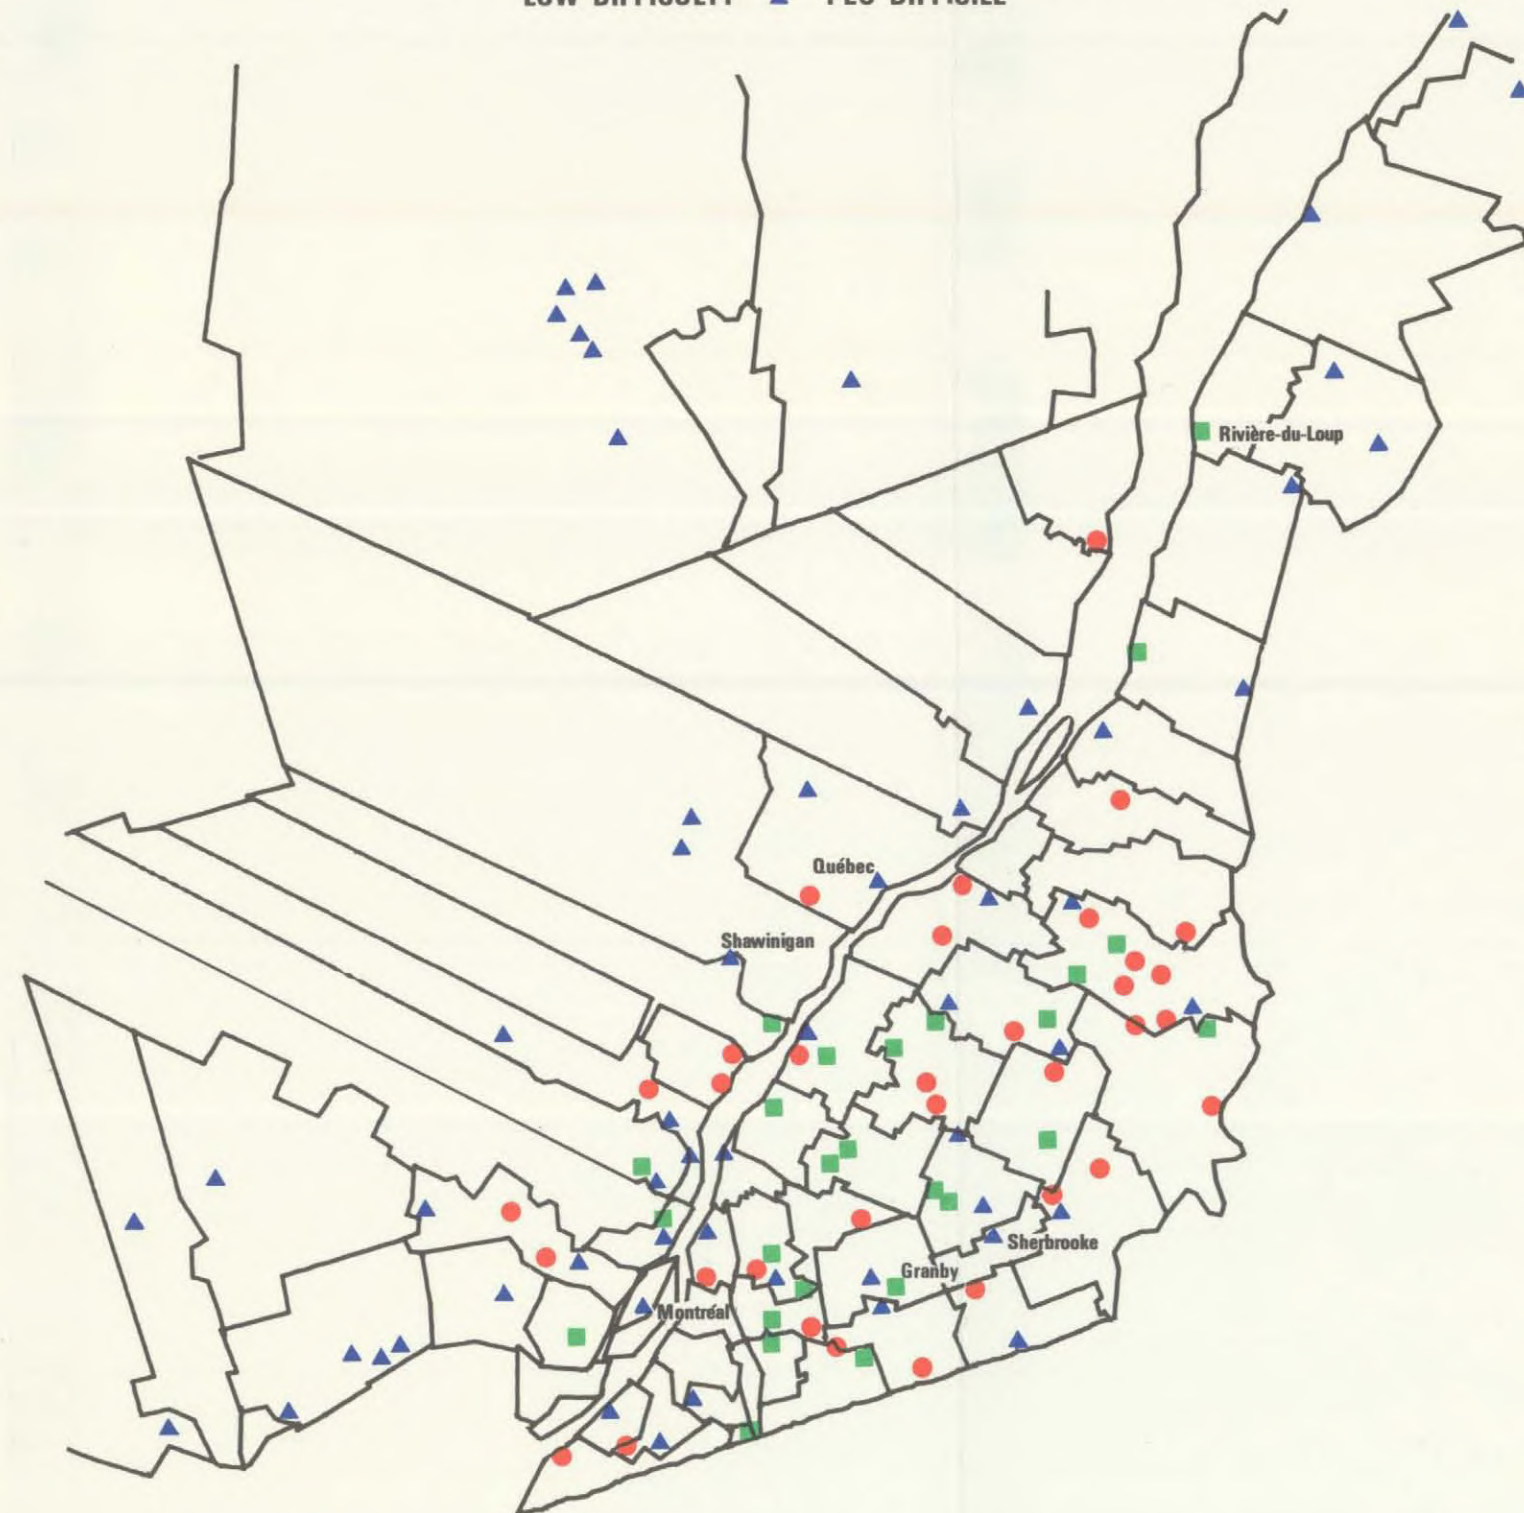 LOW DIFFICULTY ▲ PEU DIFFICILE
Rivière-du-Loup
Québec
Shawinigan
Sherbrooke
Granby
Montréal